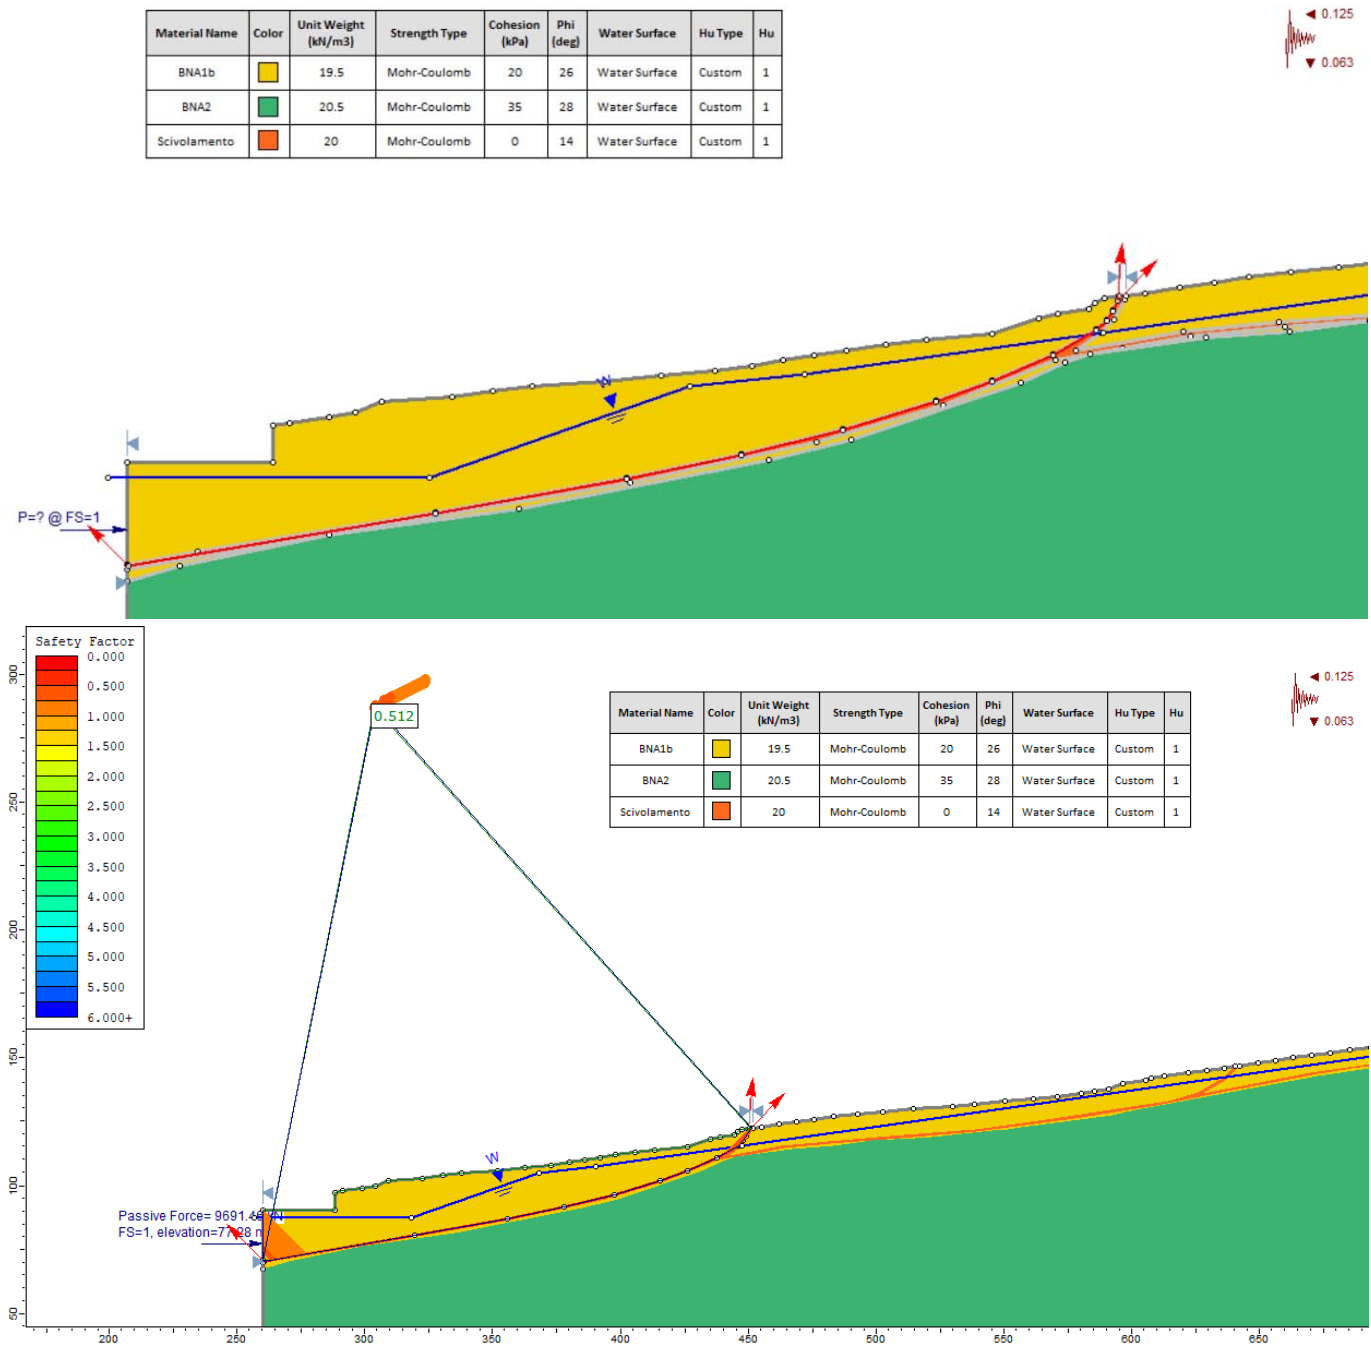 Material Name Color Unit Weight (kN/m3) Strength Type Cohesion (kPa) Phi (deg) Water Surface Hu Type Hu
BNA1b 19.5 Mohr-Coulomb 20 26 Water Surface Custom 1
BNA2 20.5 Mohr-Coulomb 35 28 Water Surface Custom 1
Scivolamento 20 Mohr-Coulomb 0 14 Water Surface Custom 1
0.125
0.063
W
P=? @ FS=1
Safety Factor
0.000
0.500
1.000
1.500
2.000
2.500
3.000
3.500
4.000
4.500
5.000
5.500
6.000+
0.512
Material Name Color Unit Weight (kN/m3) Strength Type Cohesion (kPa) Phi (deg) Water Surface Hu Type Hu
BNA1b 19.5 Mohr-Coulomb 20 26 Water Surface Custom 1
BNA2 20.5 Mohr-Coulomb 35 28 Water Surface Custom 1
Scivolamento 20 Mohr-Coulomb 0 14 Water Surface Custom 1
0.125
0.063
W
Passive Force=
FS=1, elevation=77.28 m
300
250
200
150
100
50
200 250 300 350 400 450 500 550 600 650